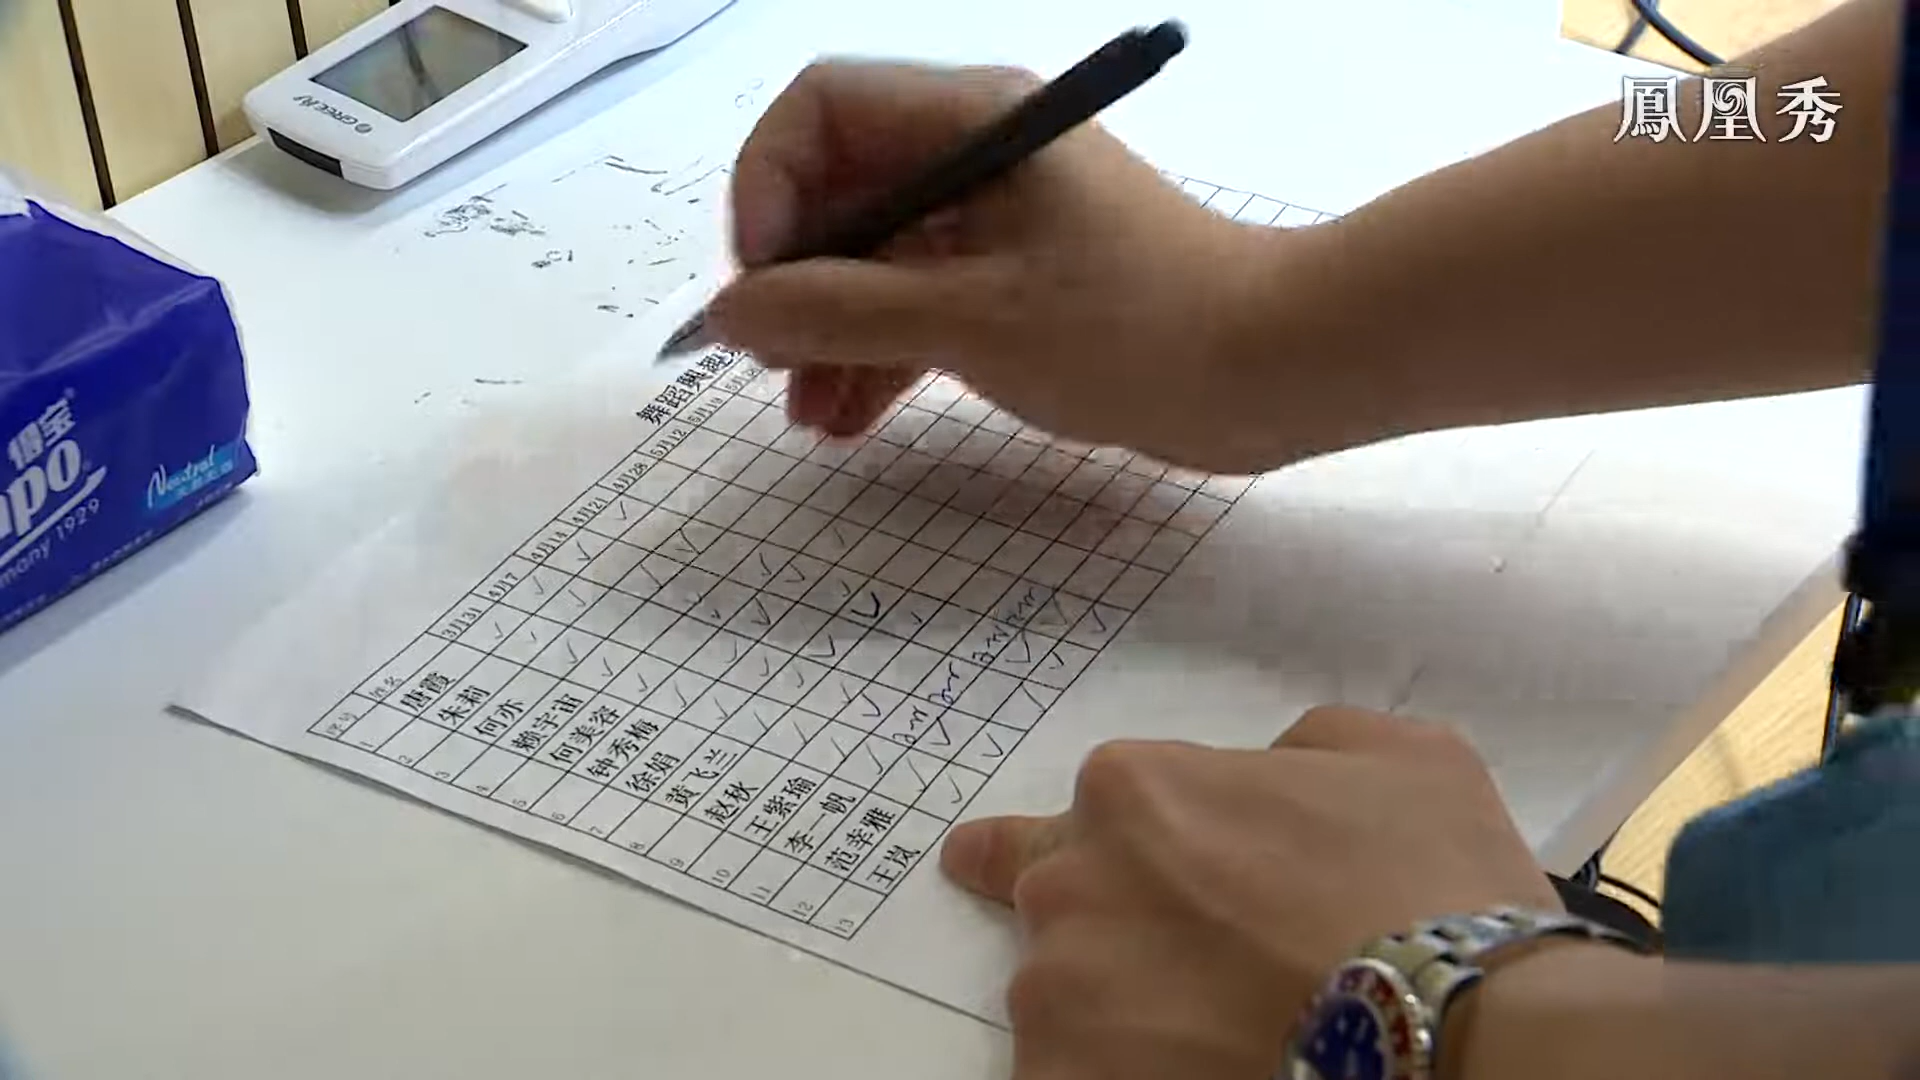 鳳凰秀
GREE
得宝
Neutral
many 1929
舞蹈興趣
序号 姓名 3月31 4月7 4月14 4月21 4月28 5月12 5月19
1 唐霞
2 朱莉
3 何亦
4 赖宇宙
5 何美容
6 钟秀梅
7 徐娟
8 黄飞兰
9 赵秋
10 王紫瑜
11 李一帆
12 范幸雅
13 王岚